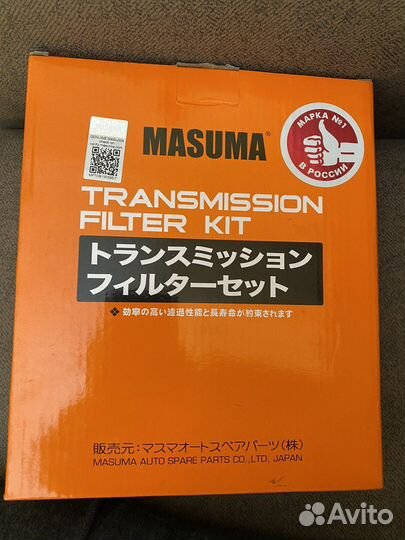 GENUINE MASUMA
MASUMA®
МАРКА №1
В РОССИИ
TRANSMISSION
FILTER KIT
トランスミッション
フィルターセット
❖ 効率の高い濾過性能と長寿命が約束されます
販売元:マスマオートスペアパーツ(株)
MASUMA AUTO SPARE PARTS CO.,LTD, JAPAN
Avito